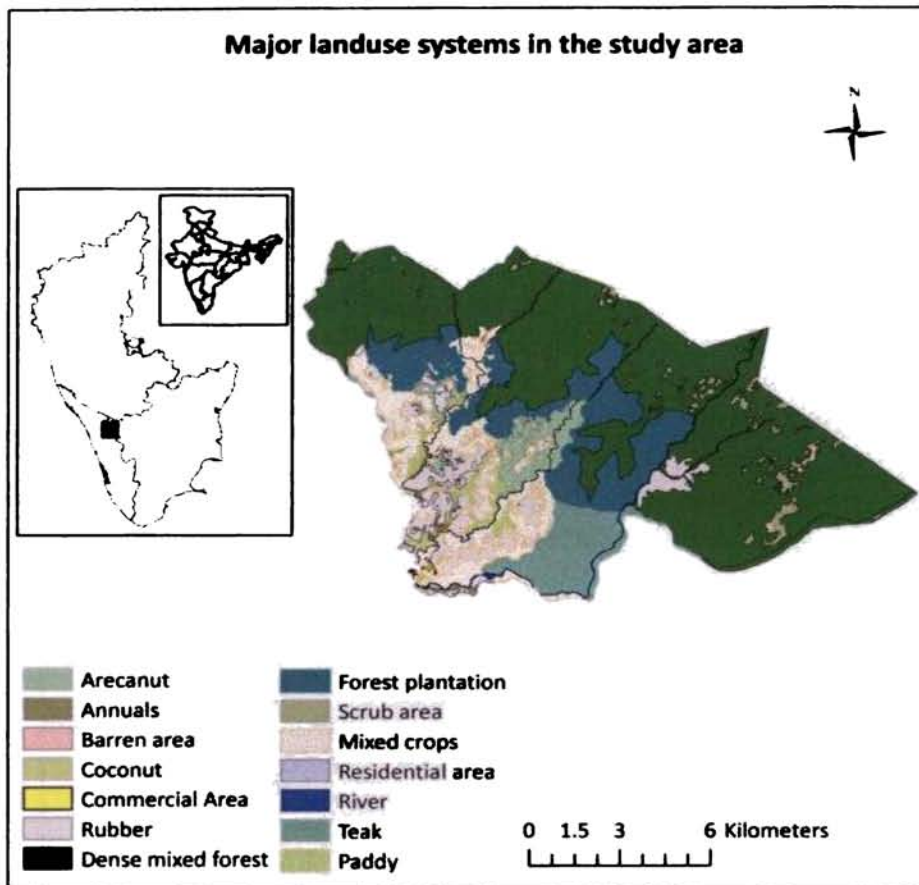 Major landuse systems in the study area
z
Arecanut
Annuals
Barren area
Coconut
Commercial Area
Rubber
Dense mixed forest
Forest plantation
Scrub area
Mixed crops
Residential area
River
Teak
Paddy
0 1.5 3 6 Kilometers